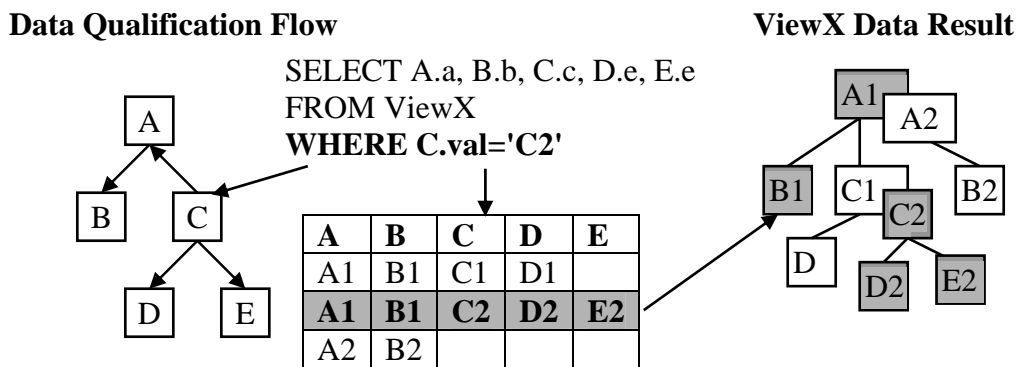 Data Qualification Flow
ViewX Data Result
SELECT A.a, B.b, C.c, D.e, E.e
FROM ViewX
WHERE C.val='C2'
A
B
C
D
E
A B C D E
A1 B1 C1 D1
A1 B1 C2 D2 E2
A2 B2
A1
A2
B1
C1
C2
B2
D
D2
E2